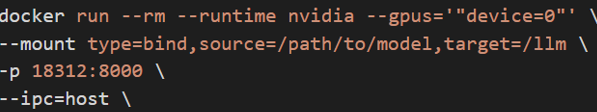 docker run --rm --runtime nvidia --gpus='"device=0"' \
--mount type=bind,source=/path/to/model,target=/llm \
-p 18312:8000 \
--ipc=host \